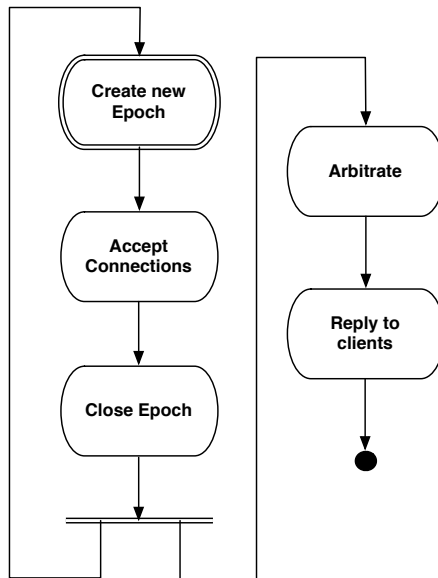 Create new
Epoch
Accept
Connections
Close Epoch
Arbitrate
Reply to
clients